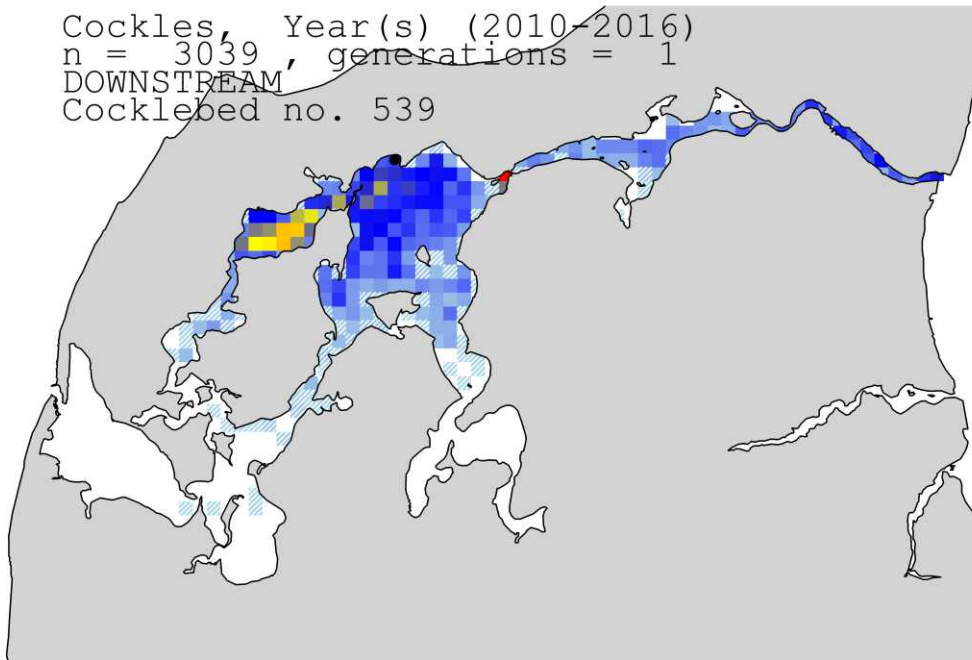 Cockles, Year(s) (2010-2016)
n = 3039 , generations = 1
DOWNSTREAM
Cocklebed no. 539